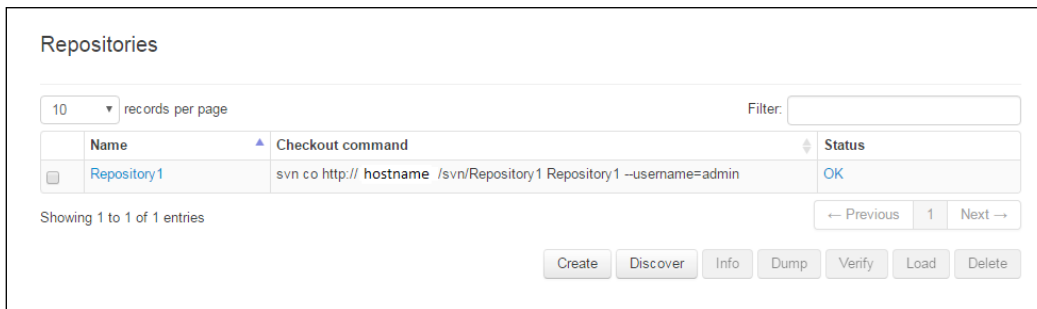 Repositories
10 records per page Filter:
Name Checkout command Status
Repository1 svn co http:// hostname /svn/Repository1 Repository1 --username=admin OK
Showing 1 to 1 of 1 entries ← Previous 1 Next →
Create Discover Info Dump Verify Load Delete